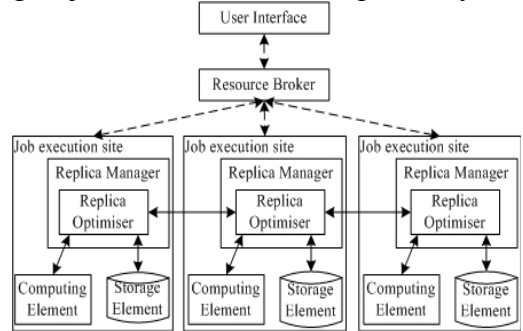 User Interface
Resource Broker
Job execution site
Replica Manager
Replica
Optimiser
Computing
Element
Storage
Element
Job execution site
Replica Manager
Replica
Optimiser
Computing
Element
Storage
Element
Job execution site
Replica Manager
Replica
Optimiser
Computing
Element
Storage
Element